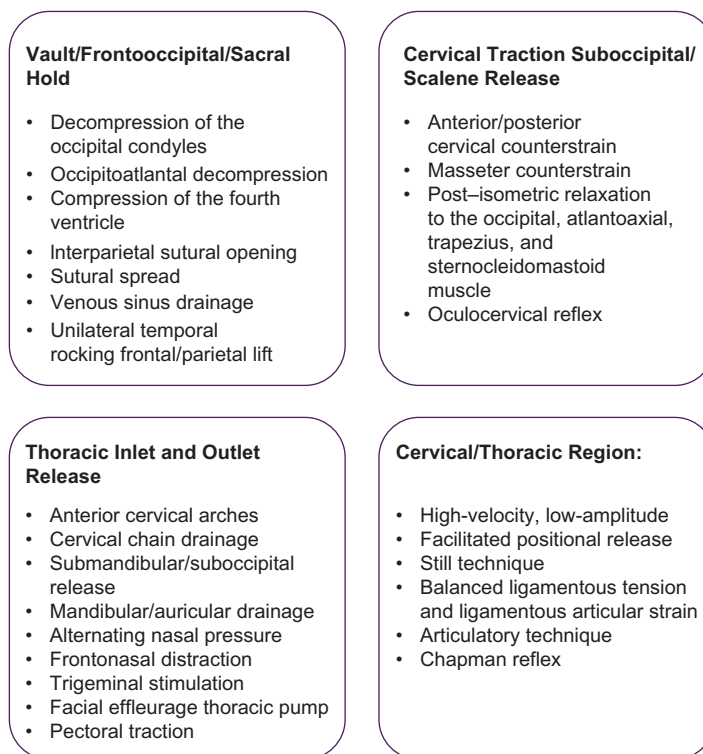 Vault/Frontooccipital/Sacral
Hold
• Decompression of the
occipital condyles
• Occipitoatlantal decompression
• Compression of the fourth
ventricle
• Interparietal sutural opening
• Sutural spread
• Venous sinus drainage
• Unilateral temporal
rocking frontal/parietal lift
Cervical Traction Suboccipital/
Scalene Release
• Anterior/posterior
cervical counterstrain
• Masseter counterstrain
• Post–isometric relaxation
to the occipital, atlantoaxial,
trapezius, and
sternocleidomastoid
muscle
• Oculocervical reflex
Thoracic Inlet and Outlet
Release
• Anterior cervical arches
• Cervical chain drainage
• Submandibular/suboccipital
release
• Mandibular/auricular drainage
• Alternating nasal pressure
• Frontonasal distraction
• Trigeminal stimulation
• Facial effleurage thoracic pump
• Pectoral traction
Cervical/Thoracic Region:
• High-velocity, low-amplitude
• Facilitated positional release
• Still technique
• Balanced ligamentous tension
and ligamentous articular strain
• Articulatory technique
• Chapman reflex